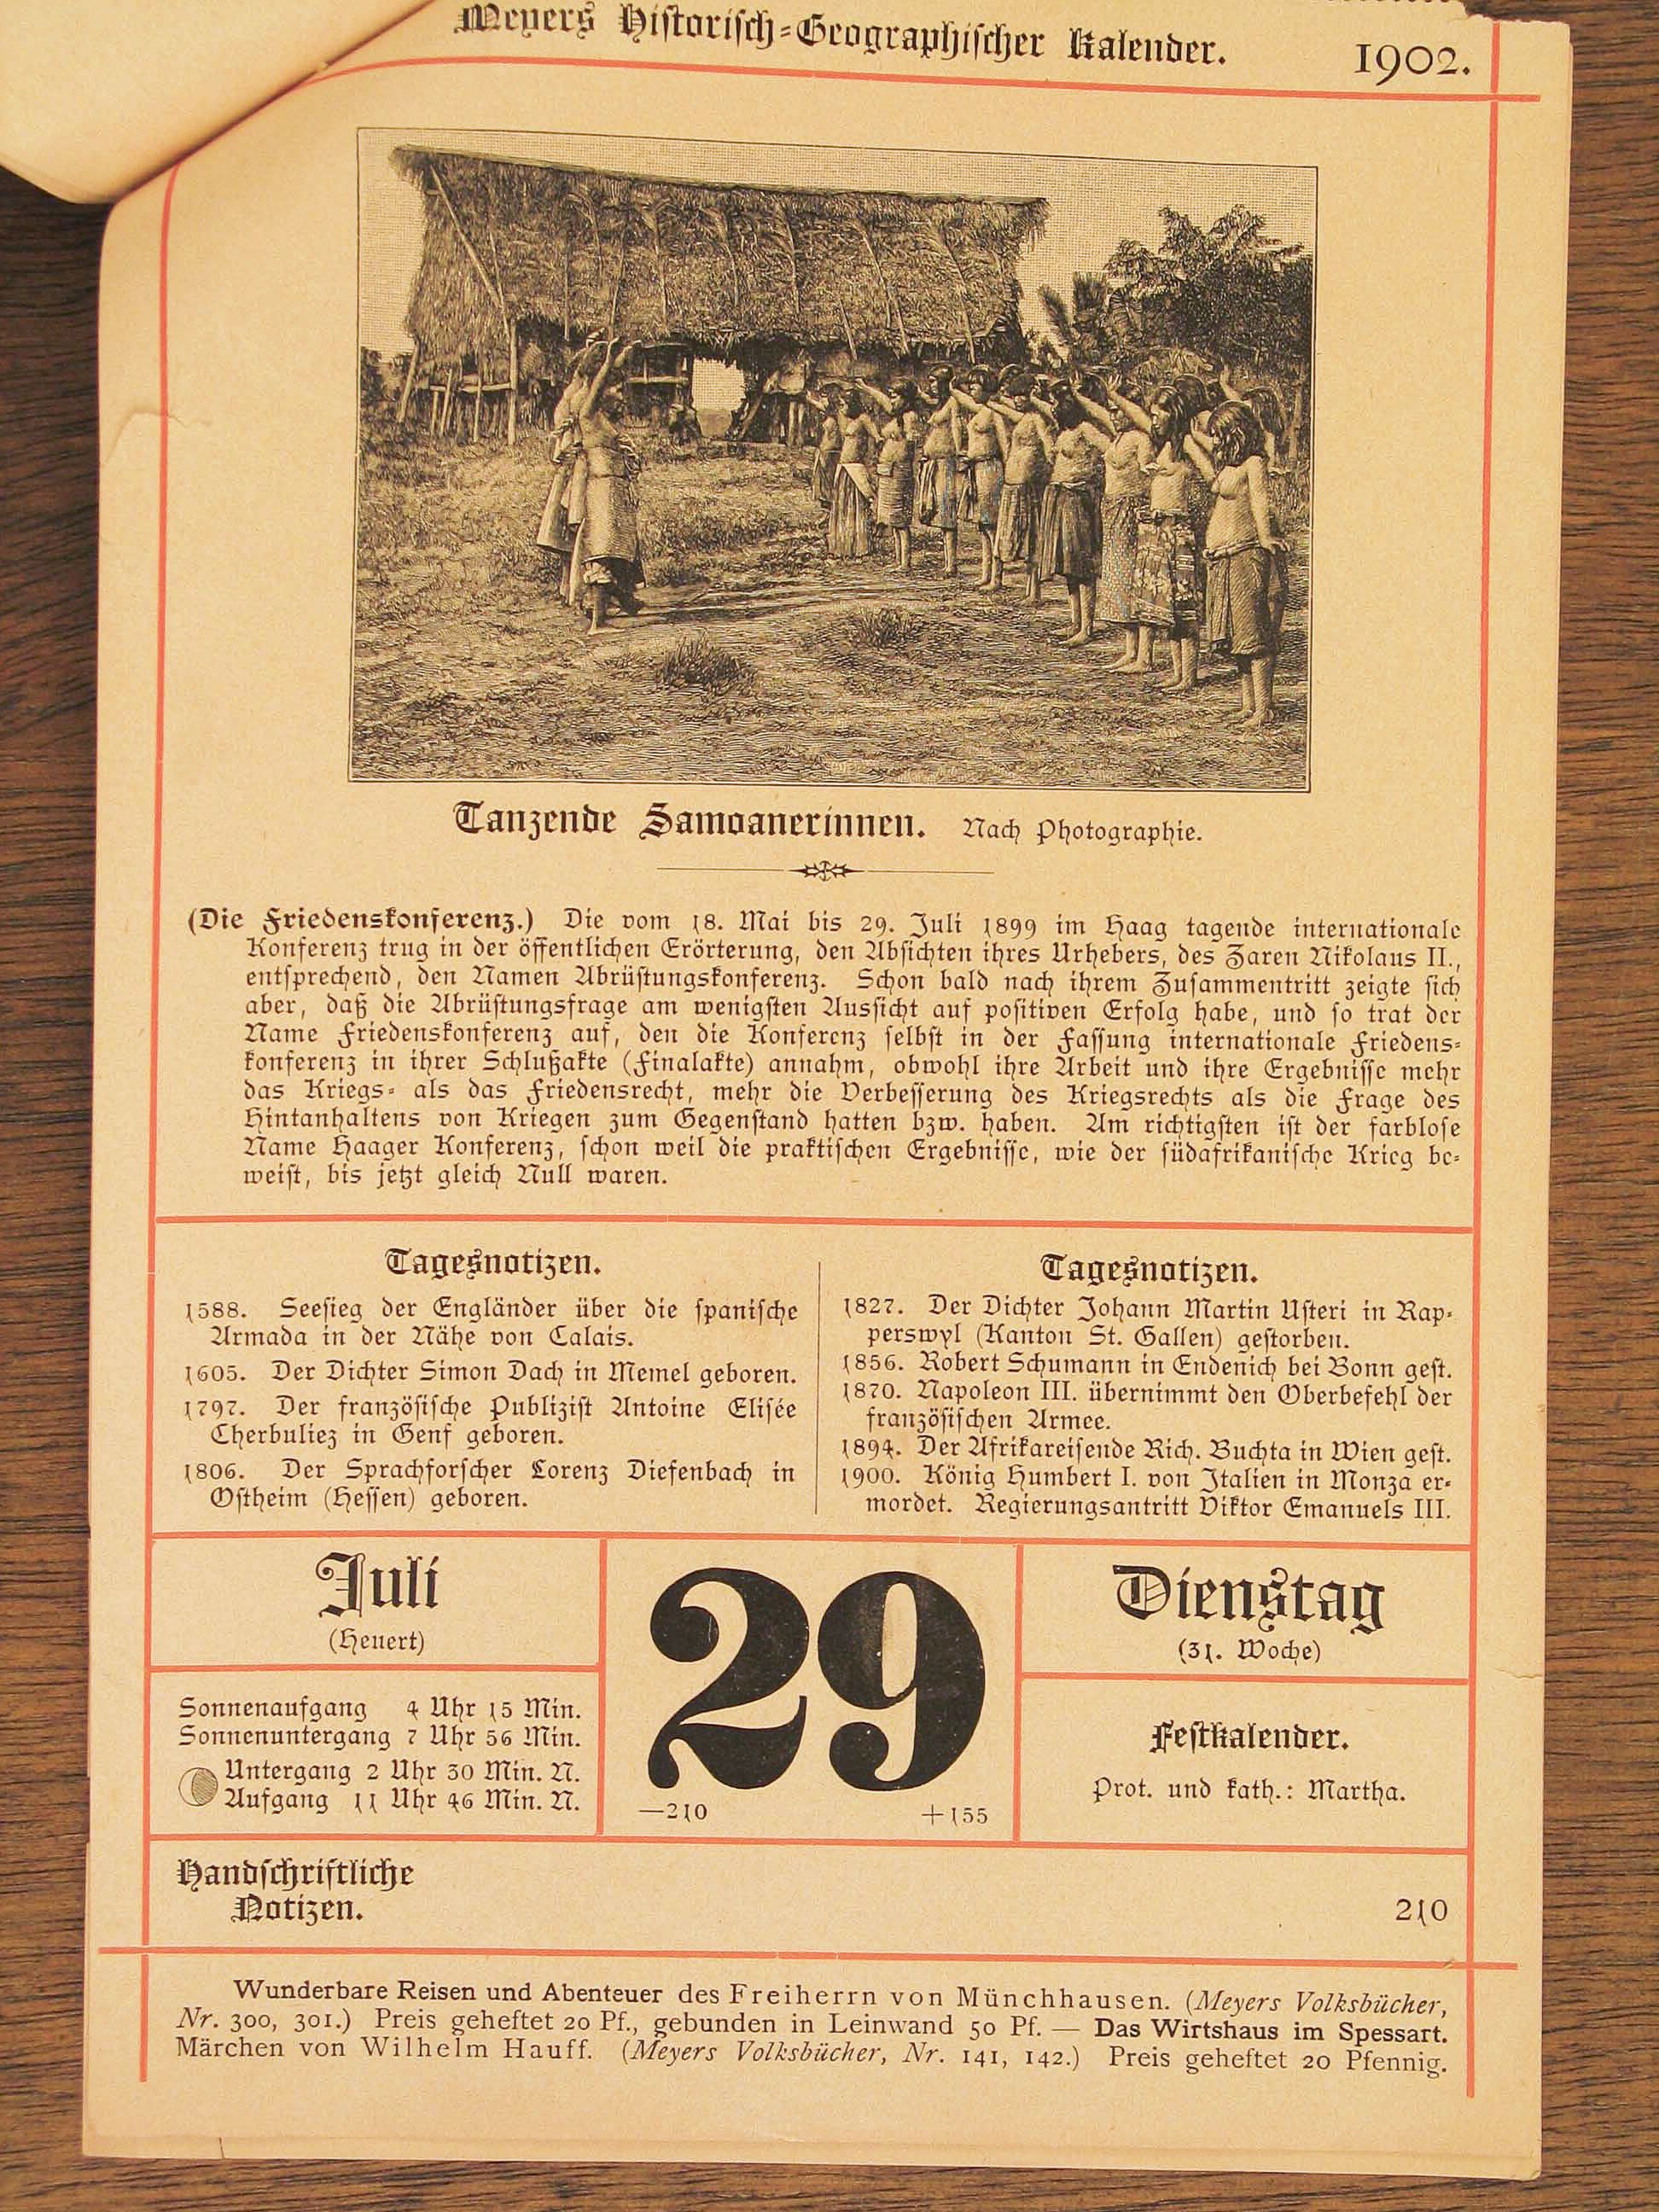 Meyers Historisch-Geographischer Kalender. 1902.
Tanzende Samoanerinnen. Nach Photographie.
(Die Friedenskonferenz.) Die vom 18. Mai bis 29. Juli 1899 im Haag tagende internationale
Konferenz trug in der öffentlichen Erörterung, den Absichten ihres Urhebers, des Zaren Nikolaus II.,
entsprechend, den Namen Abrüstungskonferenz. Schon bald nach ihrem Zusammentritt zeigte sich
aber, daß die Abrüstungsfrage am wenigsten Aussicht auf positiven Erfolg habe, und so trat der
Name Friedenskonferenz auf, den die Konferenz selbst in der Fassung internationale Friedens-
konferenz in ihrer Schlußakte (Finalakte) annahm, obwohl ihre Arbeit und ihre Ergebnisse mehr
das Kriegs- als das Friedensrecht, mehr die Verbesserung des Kriegsrechts als die Frage des
Hintanhaltens von Kriegen zum Gegenstand hatten bzw. haben. Am richtigsten ist der farblose
Name Haager Konferenz, schon weil die praktischen Ergebnisse, wie der südafrikanische Krieg be-
weist, bis jetzt gleich Null waren.
Tagesnotizen.
1588. Seesieg der Engländer über die spanische
Armada in der Nähe von Calais.
1605. Der Dichter Simon Dach in Memel geboren.
1797. Der französische Publizist Antoine Elisée
Cherbuliez in Genf geboren.
1806. Der Sprachforscher Lorenz Diefenbach in
Ostheim (Hessen) geboren.
Tagesnotizen.
1827. Der Dichter Johann Martin Usteri in Rap-
perswyl (Kanton St. Gallen) gestorben.
1856. Robert Schumann in Endenich bei Bonn gest.
1870. Napoleon III. übernimmt den Oberbefehl der
französischen Armee.
1894. Der Afrikareisende Rich. Buchta in Wien gest.
1900. König Humbert I. von Italien in Monza er-
mordet. Regierungsantritt Viktor Emanuels III.
Juli
(Heuert)
Sonnenaufgang 4 Uhr 15 Min.
Sonnenuntergang 7 Uhr 56 Min.
Untergang 2 Uhr 30 Min. N.
Aufgang 11 Uhr 46 Min. N.
29
—210 +155
Dienstag
(31. Woche)
Festkalender.
Prot. und kath.: Martha.
Handschriftliche
Notizen.
210
Wunderbare Reisen und Abenteuer des Freiherrn von Münchhausen. (Meyers Volksbücher,
Nr. 300, 301.) Preis geheftet 20 Pf., gebunden in Leinwand 50 Pf. — Das Wirtshaus im Spessart.
Märchen von Wilhelm Hauff. (Meyers Volksbücher, Nr. 141, 142.) Preis geheftet 20 Pfennig.